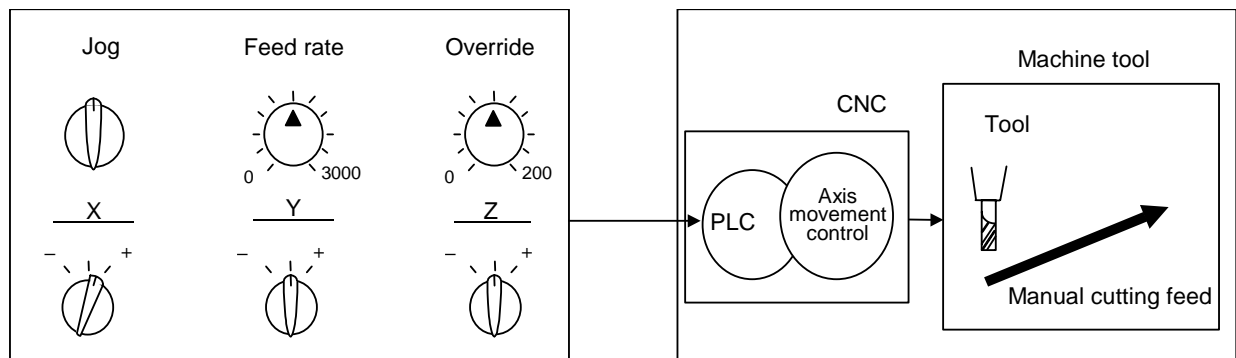 Jog
Feed rate
Override
0
3000
0
200
X
Y
Z
– +
– +
– +
Machine tool
CNC
Tool
PLC
Axis
movement
control
Manual cutting feed